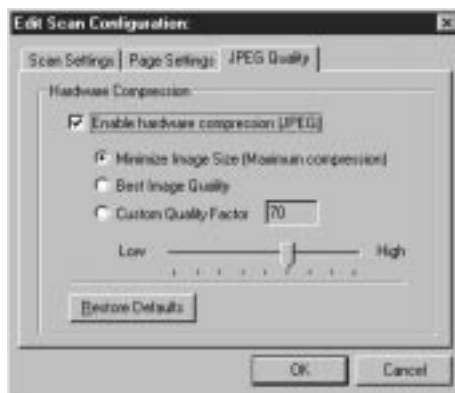 Edit Scan Configuration:
Scan Settings Page Settings JPEG Quality
Hardware Compression
Enable hardware compression (JPEG)
Minimize Image Size (Maximum compression)
Best Image Quality
Custom Quality Factor 70
Low High
Restore Defaults
OK Cancel